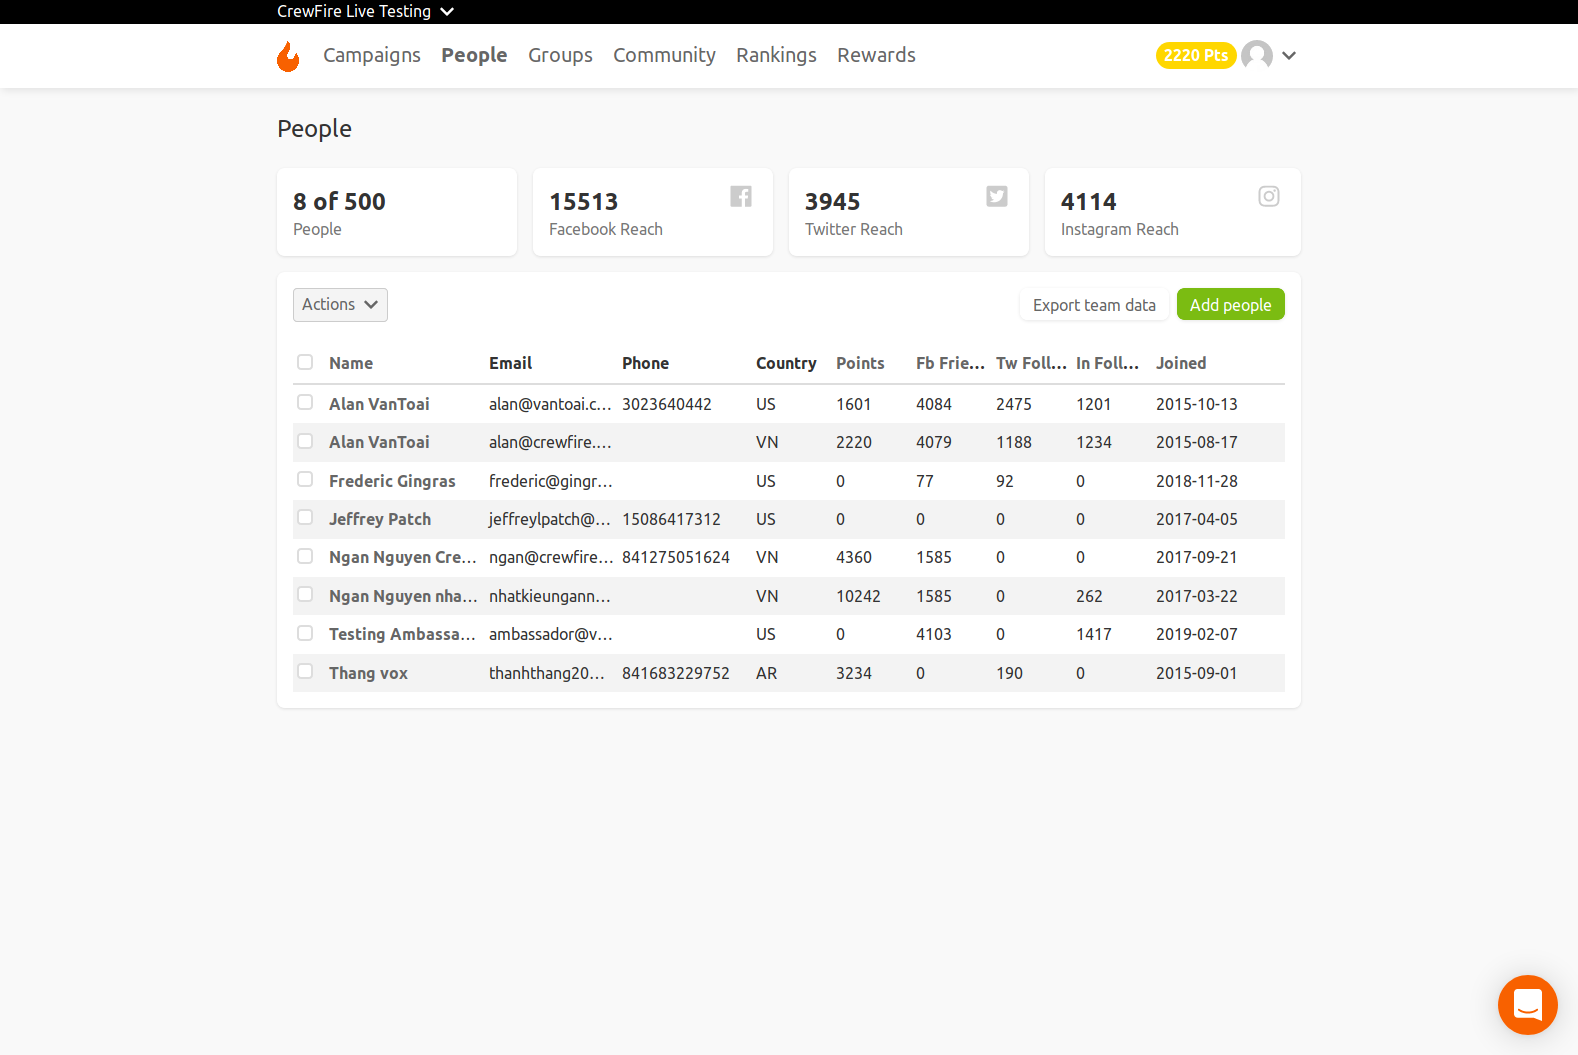 CrewFire Live Testing
Campaigns People Groups Community Rankings Rewards 2220 Pts
People
8 of 500
People
15513
Facebook Reach
3945
Twitter Reach
4114
Instagram Reach
Actions Export team data Add people
Name Email Phone Country Points Fb Frie... Tw Foll... In Foll... Joined
Alan VanToai alan@vantoai.c... 3023640442 US 1601 4084 2475 1201 2015-10-13
Alan VanToai alan@crewfire.... VN 2220 4079 1188 1234 2015-08-17
Frederic Gingras frederic@gingr... US 0 77 92 0 2018-11-28
Jeffrey Patch jeffreylpatch@... 15086417312 US 0 0 0 0 2017-04-05
Ngan Nguyen Cre... ngan@crewfire... 841275051624 VN 4360 1585 0 0 2017-09-21
Ngan Nguyen nha... nhatkieungann... VN 10242 1585 0 262 2017-03-22
Testing Ambassa... ambassador@v... US 0 4103 0 1417 2019-02-07
Thang vox thanhthang20... 841683229752 AR 3234 0 190 0 2015-09-01